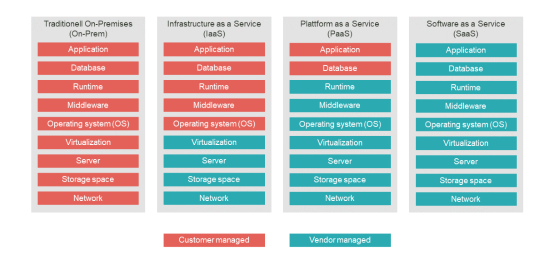 Traditionell On-Premises
(On-Prem)
Application
Database
Runtime
Middleware
Operating system (OS)
Virtualization
Server
Storage space
Network
Infrastructure as a Service
(IaaS)
Application
Database
Runtime
Middleware
Operating system (OS)
Virtualization
Server
Storage space
Network
Plattform as a Service
(PaaS)
Application
Database
Runtime
Middleware
Operating system (OS)
Virtualization
Server
Storage space
Network
Software as a Service
(SaaS)
Application
Database
Runtime
Middleware
Operating system (OS)
Virtualization
Server
Storage space
Network
Customer managed
Vendor managed